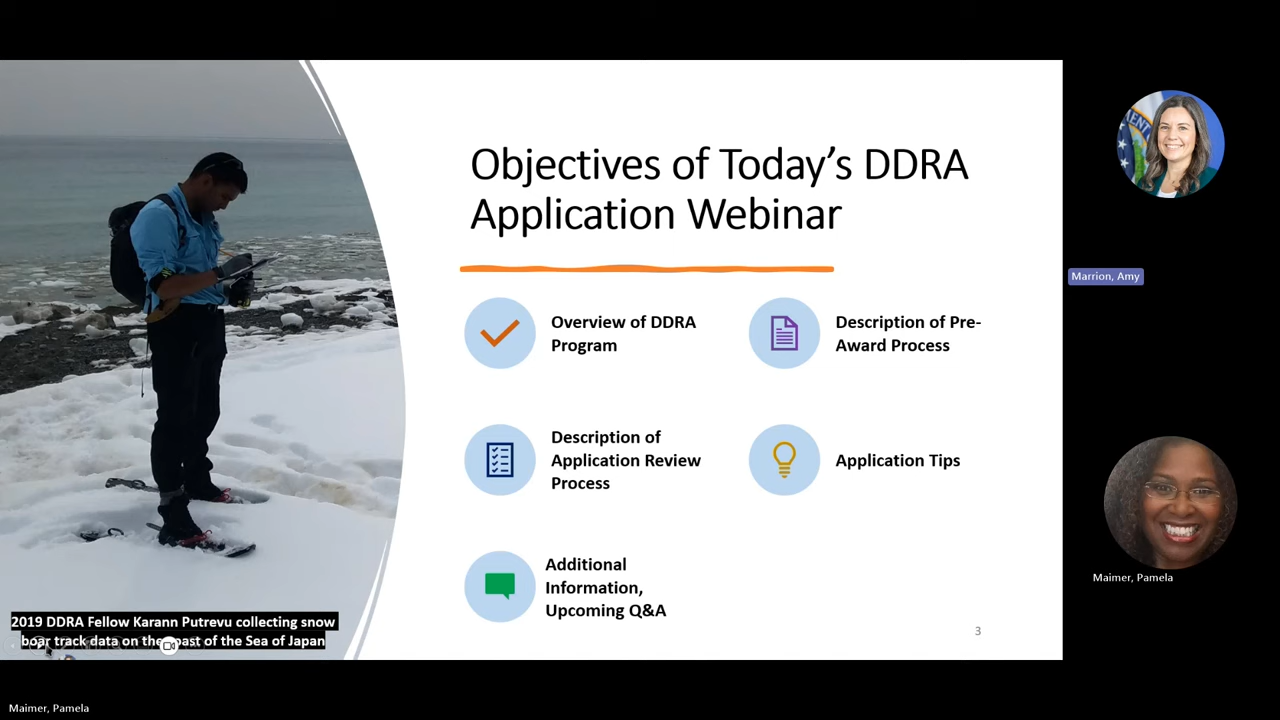 Objectives of Today's DDRA
Application Webinar
Overview of DDRA
Program
Description of Pre-
Award Process
Description of
Application Review
Process
Application Tips
Additional
Information,
Upcoming Q&A
3
2019 DDRA Fellow Karann Putrevu collecting snow
boar track data on the coast of the Sea of Japan
MENT
Marrion, Amy
Maimer, Pamela
Maimer, Pamela